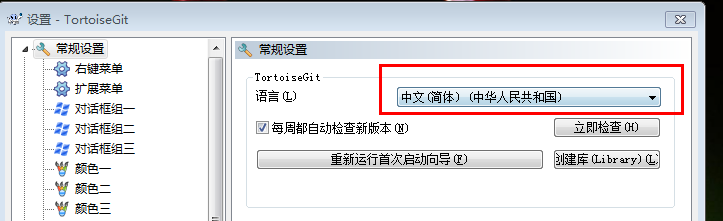 设置 - TortoiseGit
常规设置
右键菜单
扩展菜单
对话框组一
对话框组二
对话框组三
颜色一
颜色二
颜色三
常规设置
TortoiseGit
语言(L)
中文(简体) (中华人民共和国)
每周都自动检查新版本(N)
立即检查(H)
重新运行首次启动向导(F)
创建库(Library)(L)